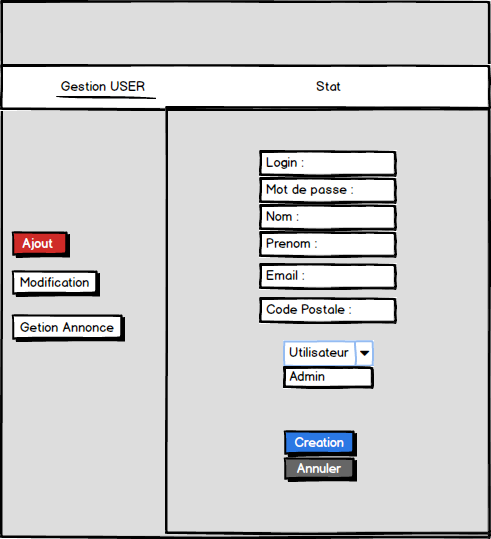 Gestion USER
Stat
Ajout
Modification
Getion Annonce
Login :
Mot de passe :
Nom :
Prenom :
Email :
Code Postale :
Utilisateur
Admin
Creation
Annuler